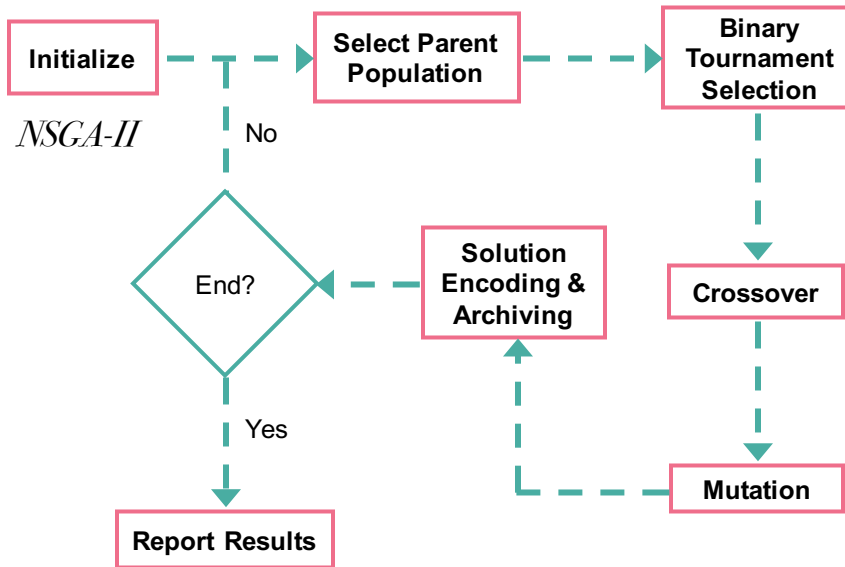 Initialize
Select Parent
Population
Binary
Tournament
Selection
NSGA-II
No
Solution
Encoding &
Archiving
End?
Crossover
Yes
Mutation
Report Results